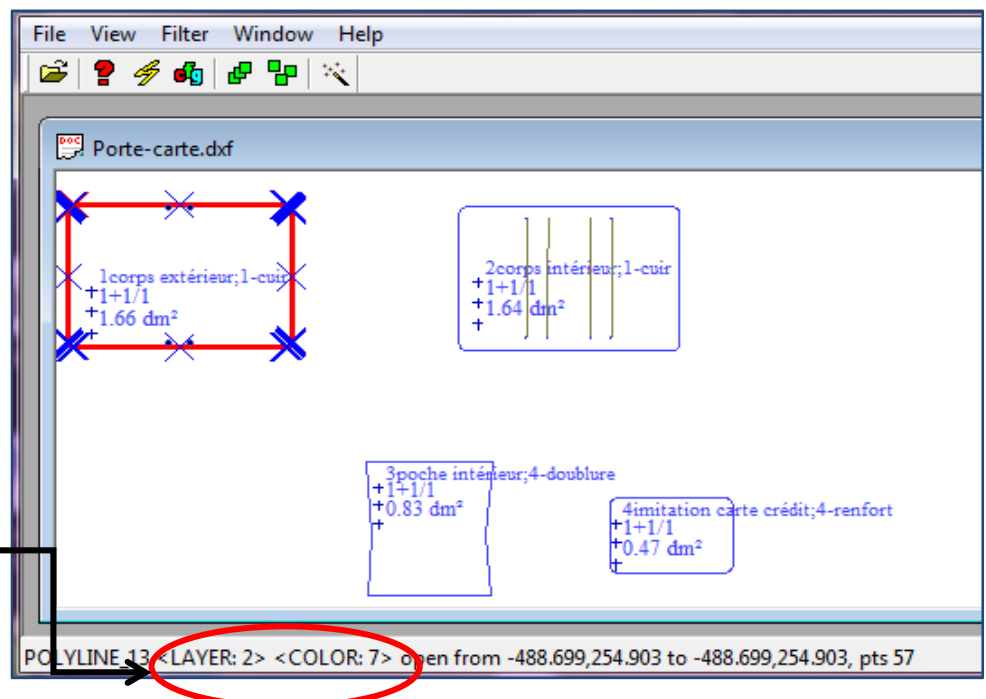 File View Filter Window Help
DOC
Porte-carte.dxf
1corps extérieur;1-cuir
1+1/1
1.66 dm²
2corps intérieur;1-cuir
1+1/1
1.64 dm²
3poche intérieur;4-doublure
1+1/1
0.83 dm²
4imitation carte crédit;4-renfort
1+1/1
0.47 dm²
POLYLINE_13 <LAYER: 2> <COLOR: 7> open from -488.699,254.903 to -488.699,254.903, pts 57